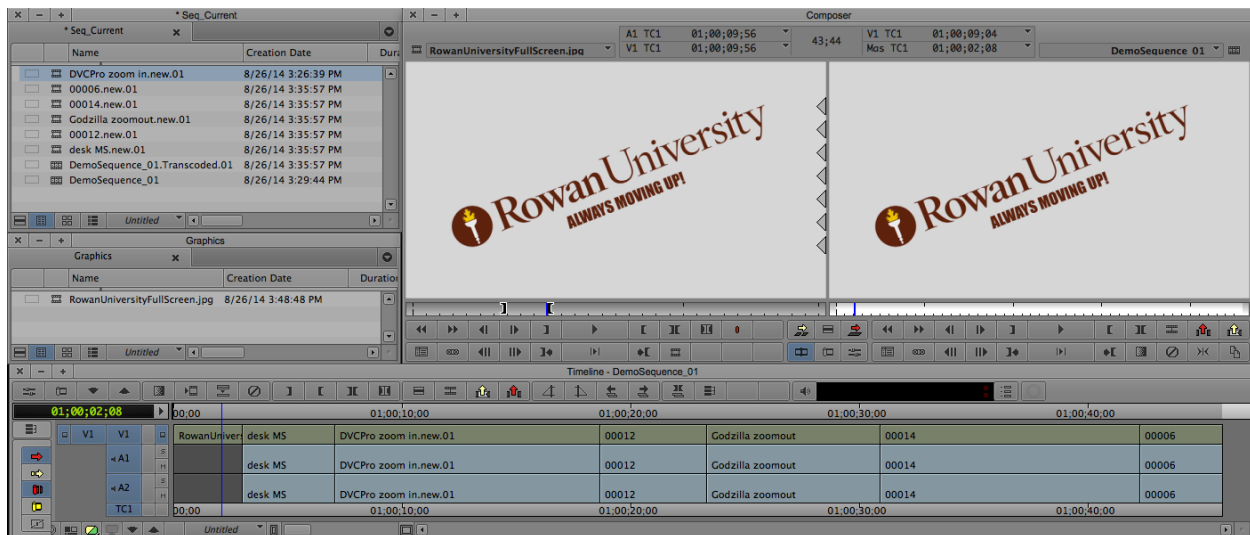 * Seq_Current
* Seq_Current
Name Creation Date Dura
DVCPro zoom in.new.01 8/26/14 3:26:39 PM
00006.new.01 8/26/14 3:35:57 PM
00014.new.01 8/26/14 3:35:57 PM
Godzilla zoomout.new.01 8/26/14 3:35:57 PM
00012.new.01 8/26/14 3:35:57 PM
desk MS.new.01 8/26/14 3:35:57 PM
DemoSequence_01.Transcoded.01 8/26/14 3:35:57 PM
DemoSequence_01 8/26/14 3:29:44 PM
Untitled
Graphics
Graphics
Name Creation Date Duration
RowanUniversityFullScreen.jpg 8/26/14 3:48:48 PM
Untitled
Composer
RowanUniversityFullScreen.jpg
A1 TC1 01;00;09;56
V1 TC1 01;00;09;56
43;44
V1 TC1 01;00;09;04
Mas TC1 01;00;02;08
DemoSequence_01
Rowan University
ALWAYS MOVING UP!
Rowan University
ALWAYS MOVING UP!
Timeline - DemoSequence_01
01;00;02;08
00;00 01;00;10;00 01;00;20;00 01;00;30;00 01;00;40;00
V1 V1 RowanUnivers desk MS DVCPro zoom in.new.01 00012 Godzilla zoomout 00014 00006
A1 S M desk MS DVCPro zoom in.new.01 00012 Godzilla zoomout 00014 00006
A2 S M desk MS DVCPro zoom in.new.01 00012 Godzilla zoomout 00014 00006
TC1 00;00 01;00;10;00 01;00;20;00 01;00;30;00 01;00;40;00
Untitled